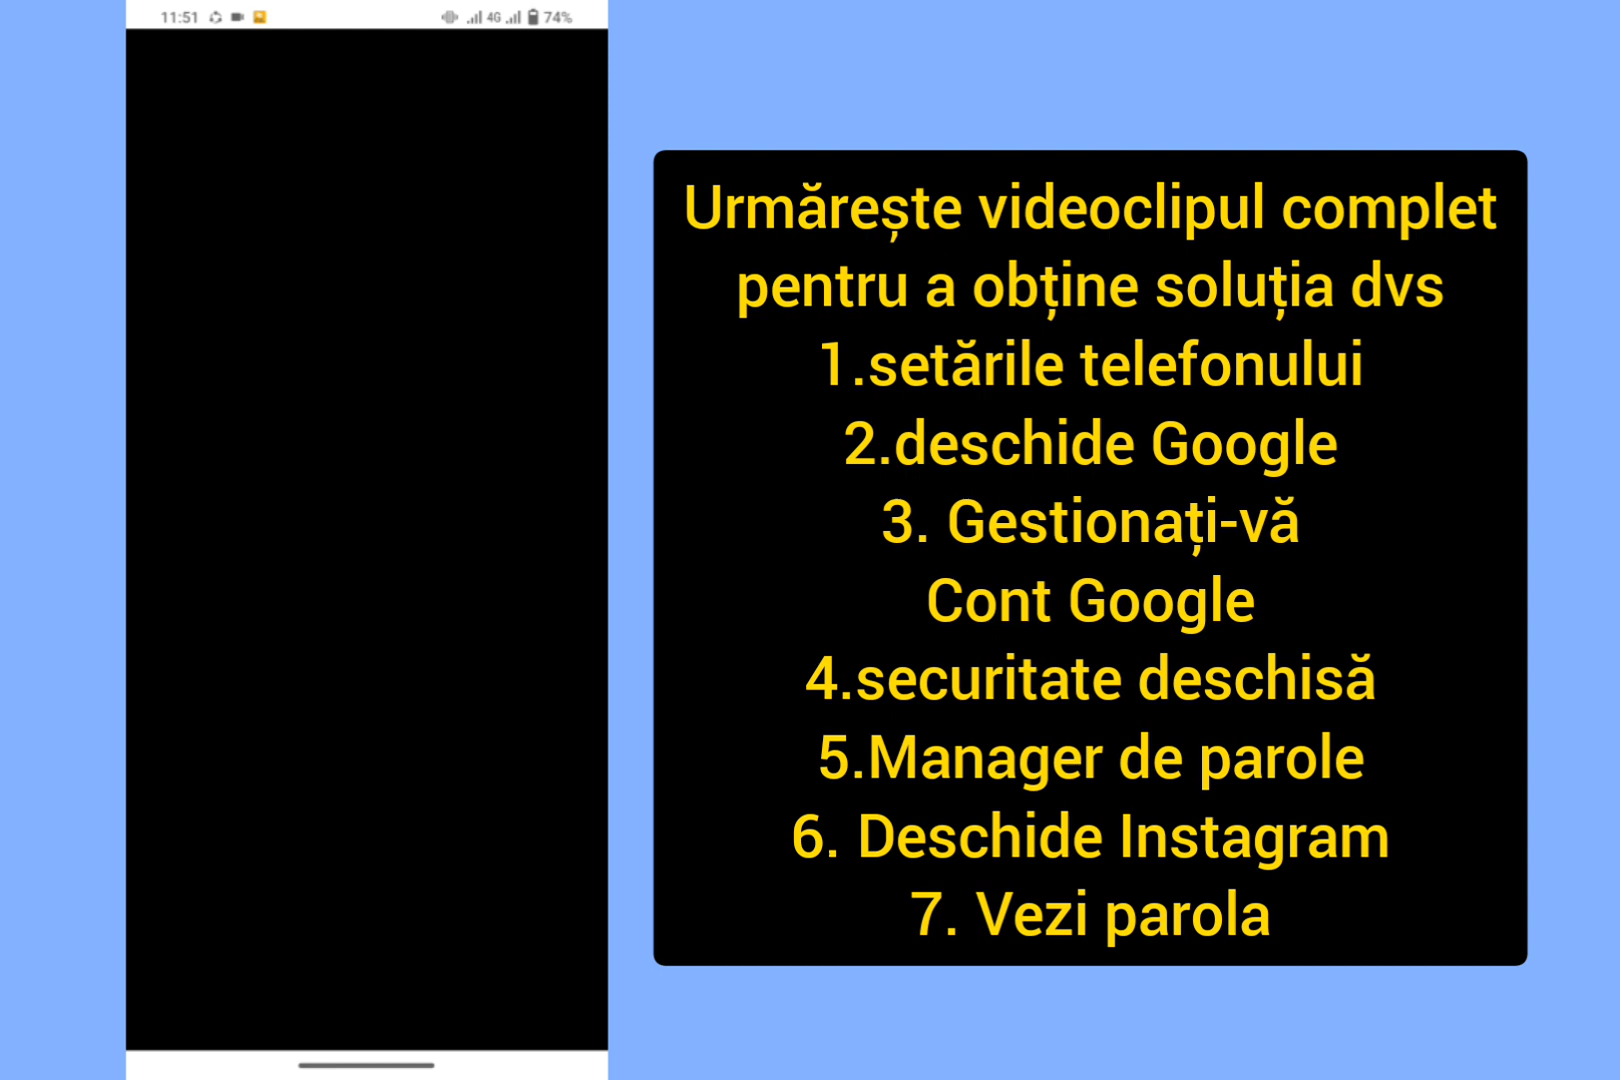 11:51
4G
74%
Urmărește videoclipul complet
pentru a obține soluția dvs
1.setările telefonului
2.deschide Google
3. Gestionați-vă
Cont Google
4.securitate deschisă
5.Manager de parole
6. Deschide Instagram
7. Vezi parola